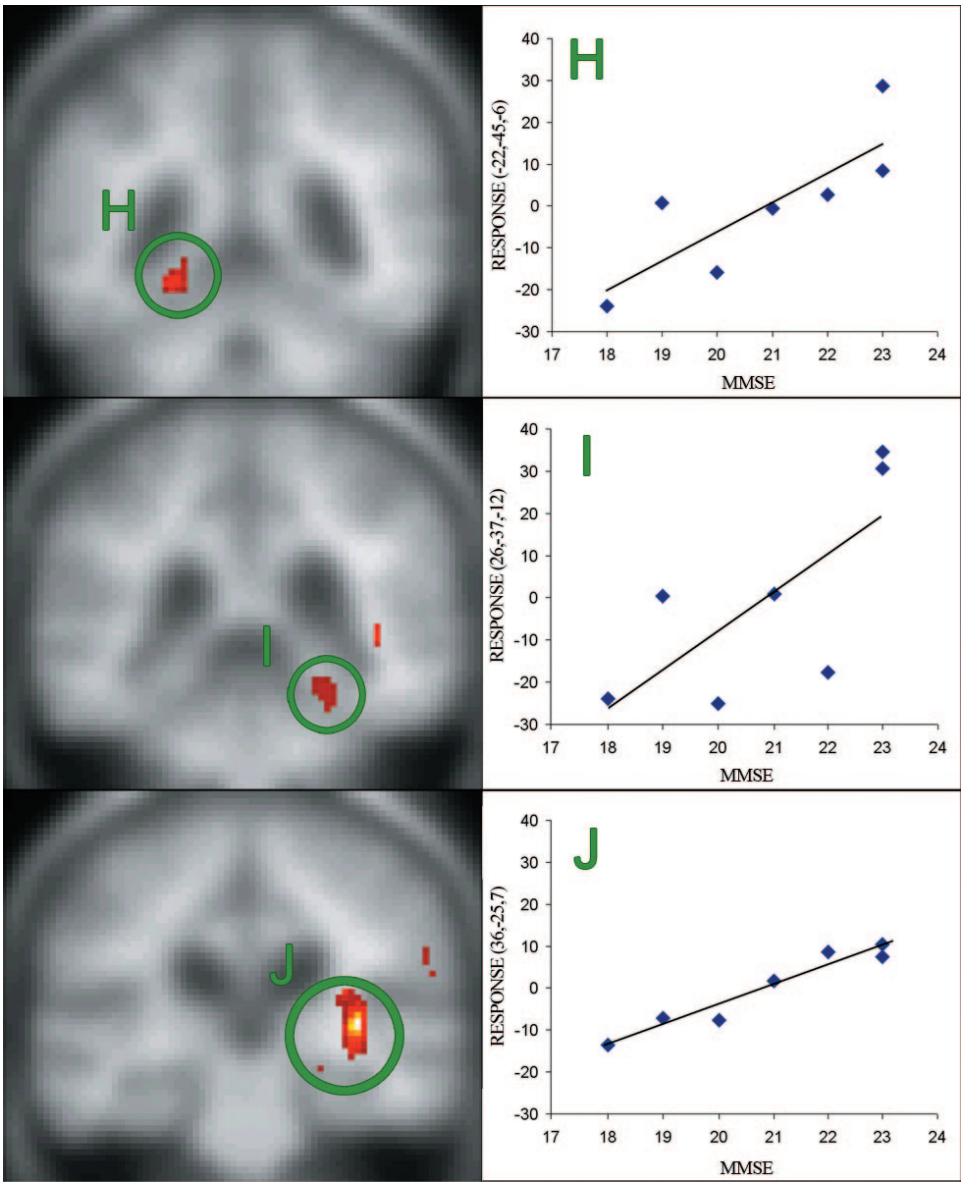 H
H
RESPONSE (-22,-45,-6)
40
30
20
10
0
-10
-20
-30
17 18 19 20 21 22 23 24
MMSE
I
I
RESPONSE (26,-37,-12)
40
30
20
10
0
-10
-20
-30
17 18 19 20 21 22 23 24
MMSE
J
J
RESPONSE (36,-25,7)
40
30
20
10
0
-10
-20
-30
17 18 19 20 21 22 23 24
MMSE